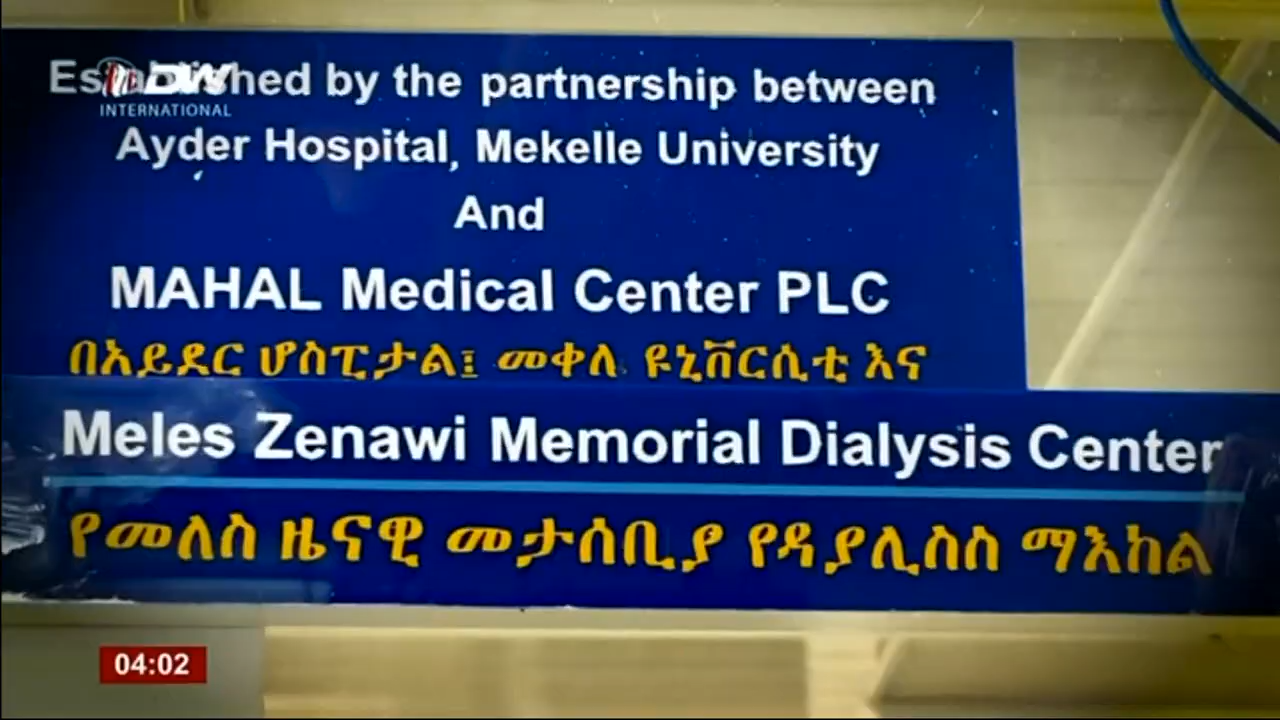 Established by the partnership between
DW
INTERNATIONAL
Ayder Hospital, Mekelle University
And
MAHAL Medical Center PLC
በአይደር ሆስፒታል፤ መቀለ ዩኒቨርሲቲ እና
Meles Zenawi Memorial Dialysis Center
የመለስ ዜናዊ መታሰቢያ የዳያሊስስ ማእከል
04:02